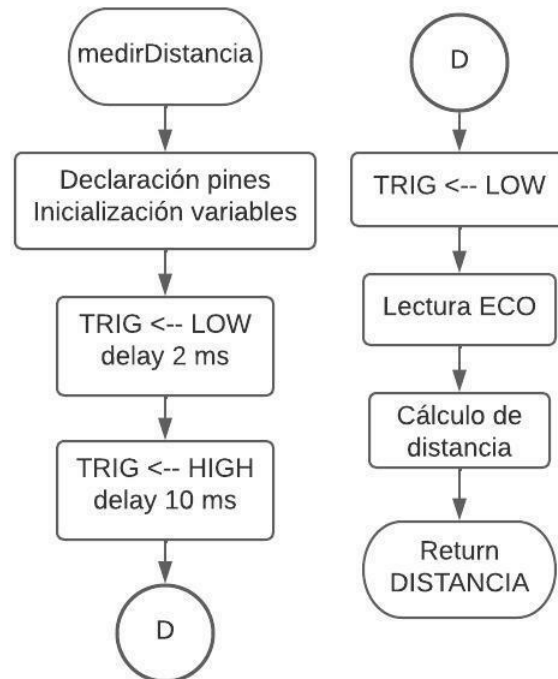 medirDistancia
Declaración pines
Inicialización variables
TRIG <-- LOW
delay 2 ms
TRIG <-- HIGH
delay 10 ms
D
D
TRIG <-- LOW
Lectura ECO
Cálculo de
distancia
Return
DISTANCIA